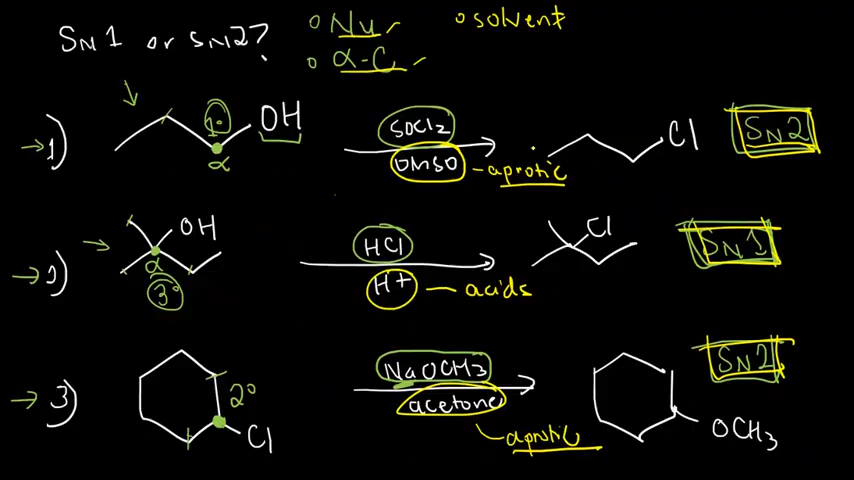 SN1 or SN2?
• Nu
• α-C
• solvent
→ 1) 1° OH α
SOCl2
DMSO - aprotic
Cl
SN2
→ 2) OH α 3°
HCl
H+ - acids
Cl
SN1
→ 3) 2° Cl
NaOCH3
acetone
aprotic
OCH3
SN2